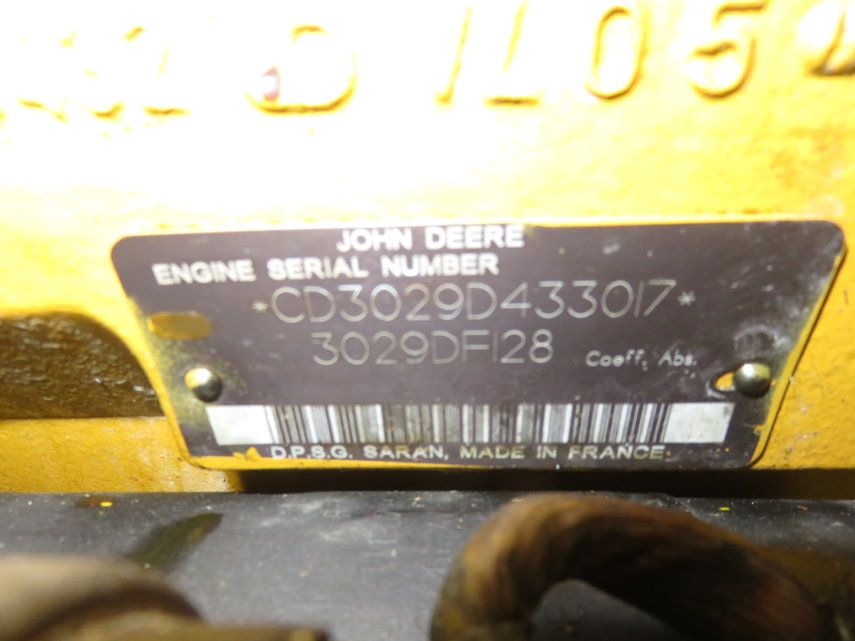 JOHN DEERE
ENGINE SERIAL NUMBER
*CD3029D433017*
3029DF128 Coeff. Abs.
D.P.S.G. SARAN, MADE IN FRANCE